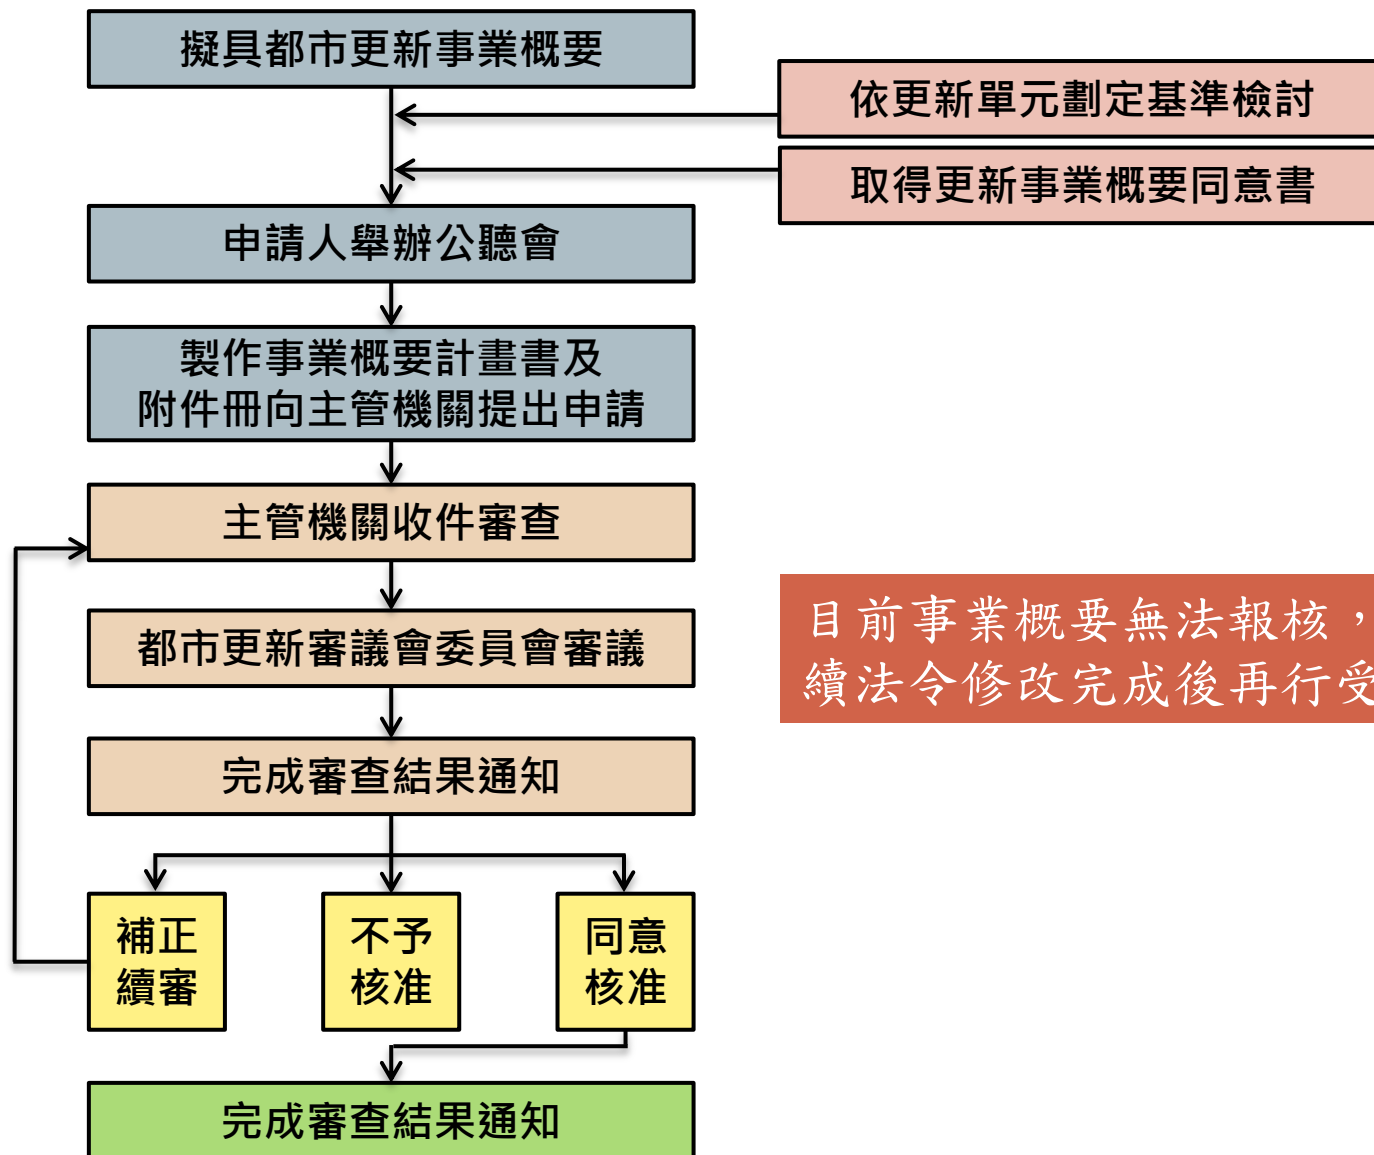 擬具都市更新事業概要
依更新單元劃定基準檢討
取得更新事業概要同意書
申請人舉辦公聽會
製作事業概要計畫書及
附件冊向主管機關提出申請
主管機關收件審查
都市更新審議會委員會審議
目前事業概要無法報核，
續法令修改完成後再行受
完成審查結果通知
補正
續審
不予
核准
同意
核准
完成審查結果通知